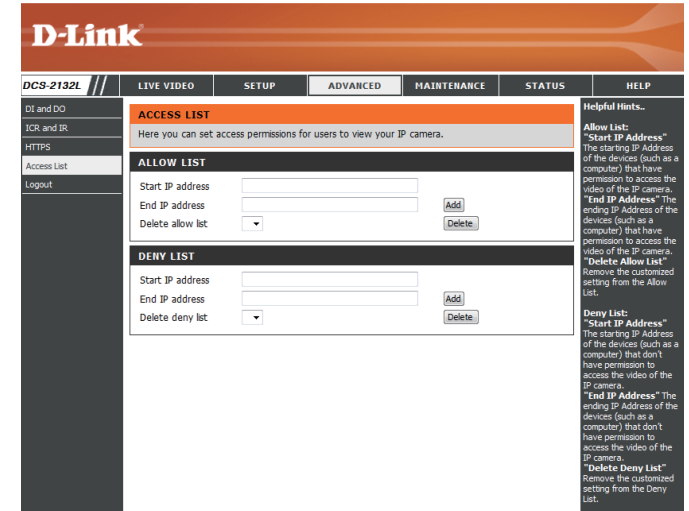 D-Link
DCS-2132L // LIVE VIDEO SETUP ADVANCED MAINTENANCE STATUS HELP
DI and DO
ICR and IR
HTTPS
Access List
Logout
ACCESS LIST
Here you can set access permissions for users to view your IP camera.
ALLOW LIST
Start IP address
End IP address Add
Delete allow list Delete
DENY LIST
Start IP address
End IP address Add
Delete deny list Delete
Helpful Hints..
Allow List:
"Start IP Address"
The starting IP Address
of the devices (such as a
computer) that have
permission to access the
video of the IP camera.
"End IP Address" The
ending IP Address of the
devices (such as a
computer) that have
permission to access the
video of the IP camera.
"Delete Allow List"
Remove the customized
setting from the Allow
List.
Deny List:
"Start IP Address"
The starting IP Address
of the devices (such as a
computer) that don't
have permission to
access the video of the
IP camera.
"End IP Address" The
ending IP Address of the
devices (such as a
computer) that don't
have permission to
access the video of the
IP camera.
"Delete Deny List"
Remove the customized
setting from the Deny
List.